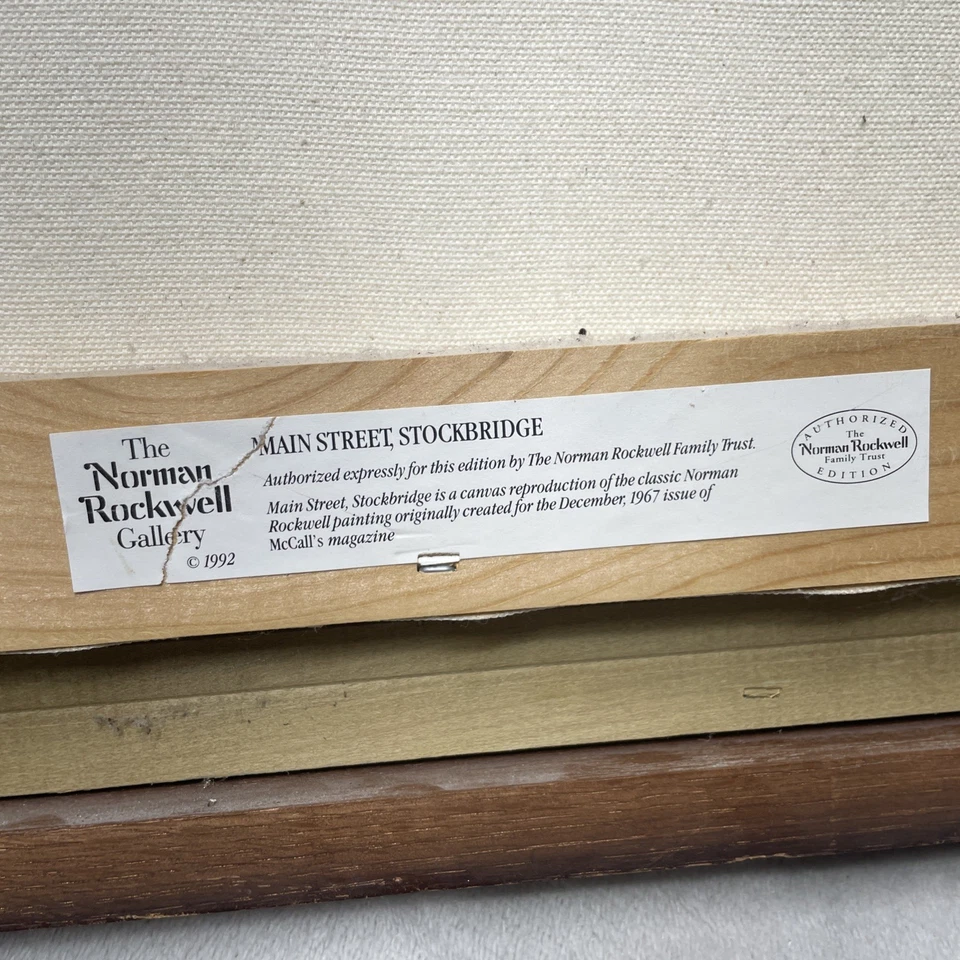 The
Norman
Rockwell
Gallery
© 1992
MAIN STREET, STOCKBRIDGE
Authorized expressly for this edition by The Norman Rockwell Family Trust.
Main Street, Stockbridge is a canvas reproduction of the classic Norman
Rockwell painting originally created for the December, 1967 issue of
McCall's magazine
AUTHORIZED
The
Norman Rockwell
Family Trust
EDITION